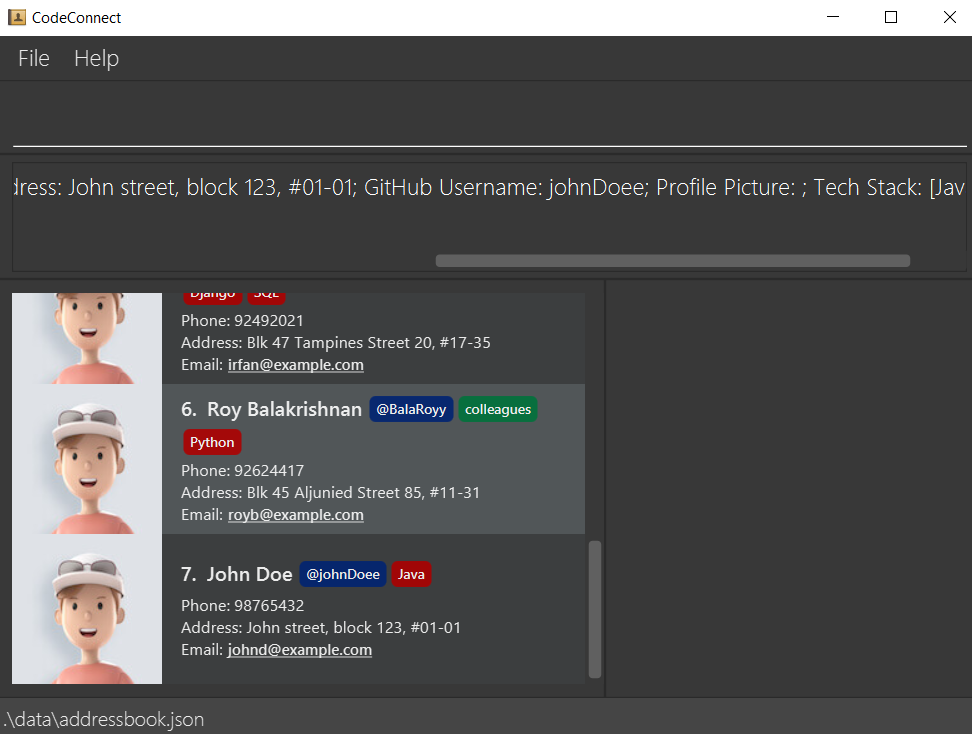 CodeConnect
File Help
dress: John street, block 123, #01-01; GitHub Username: johnDoee; Profile Picture: ; Tech Stack: [Jav
Django SQL
Phone: 92492021
Address: Blk 47 Tampines Street 20, #17-35
Email: irfan@example.com
6. Roy Balakrishnan @BalaRoyy colleagues
Python
Phone: 92624417
Address: Blk 45 Aljunied Street 85, #11-31
Email: royb@example.com
7. John Doe @johnDoee Java
Phone: 98765432
Address: John street, block 123, #01-01
Email: johnd@example.com
.\data\addressbook.json